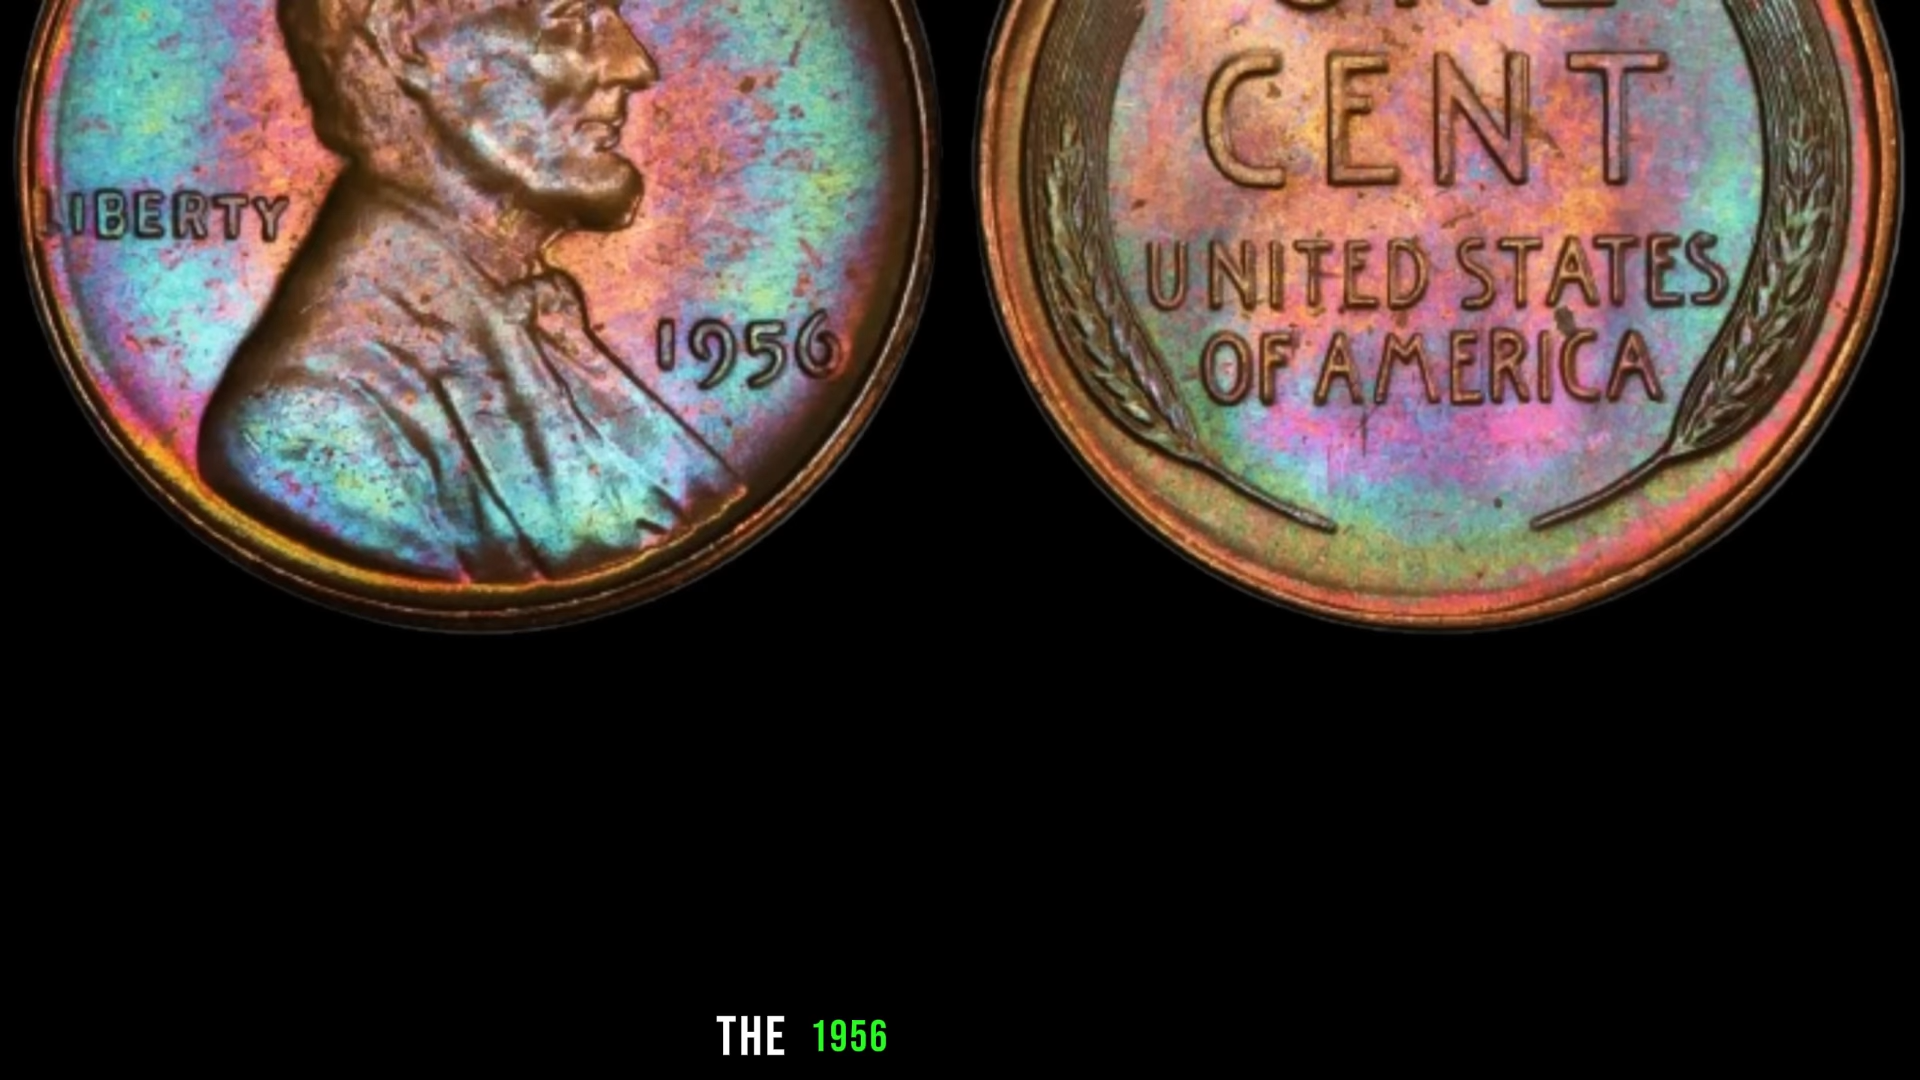 LIBERTY
1956
CENT
UNITED STATES
OF AMERICA
THE 1956